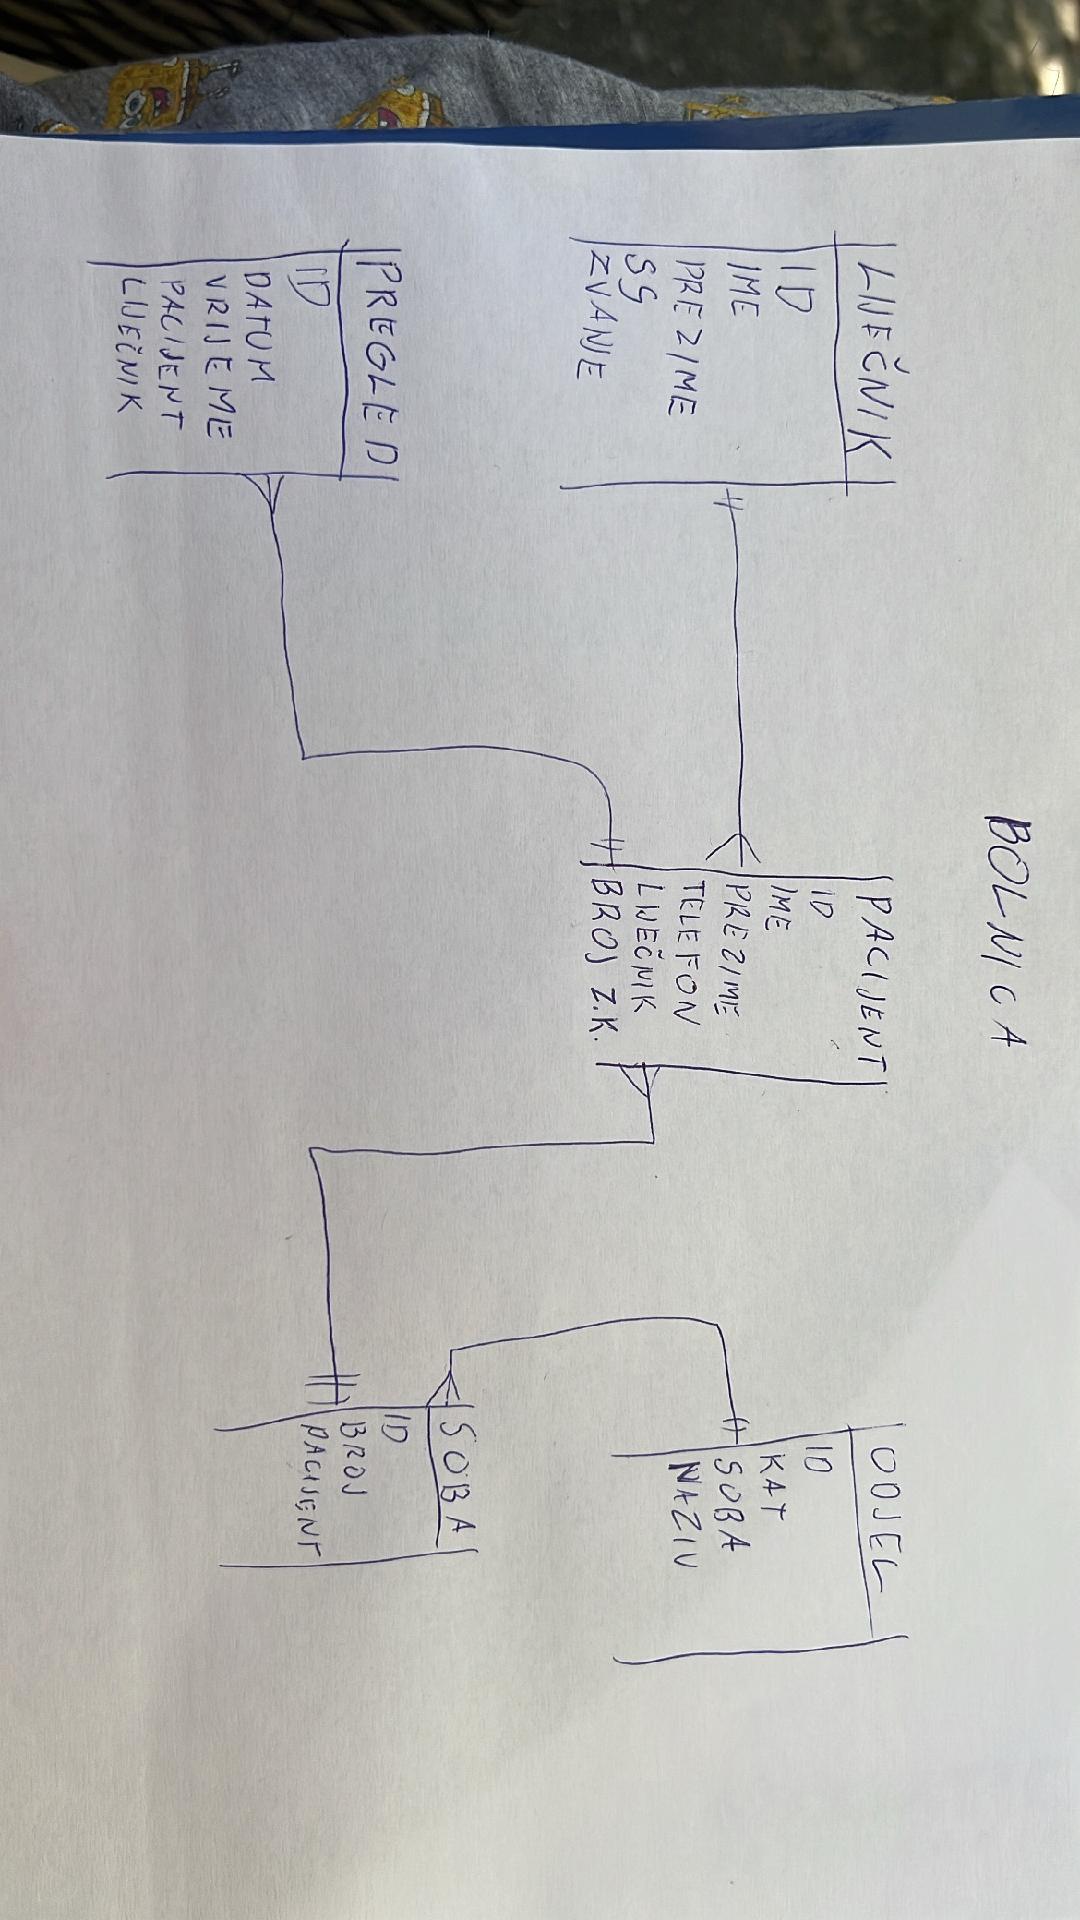 BOLNICA
LIJEČNIK
ID
IME
PREZIME
SS
ZVANJE
PACIJENT
ID
IME
PREZIME
TELEFON
LIJEČNIK
BROJ Z.K.
ODJEL
ID
KAT
SOBA
NAZIV
PREGLED
ID
DATUM
VRIJEME
PACIJENT
LIJEČNIK
SOBA
ID
BROJ
PACIJENT